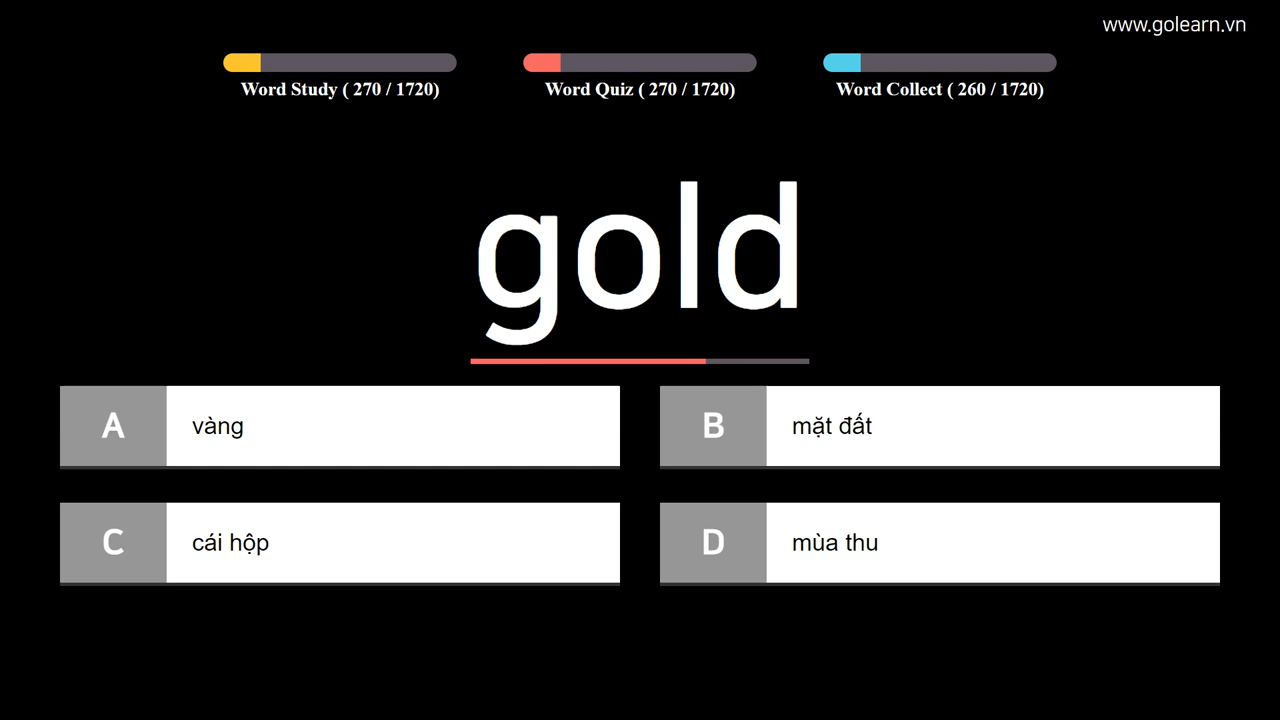 www.golearn.vn
Word Study ( 270 / 1720)
Word Quiz ( 270 / 1720)
Word Collect ( 260 / 1720)
gold
A vàng
B mặt đất
C cái hộp
D mùa thu